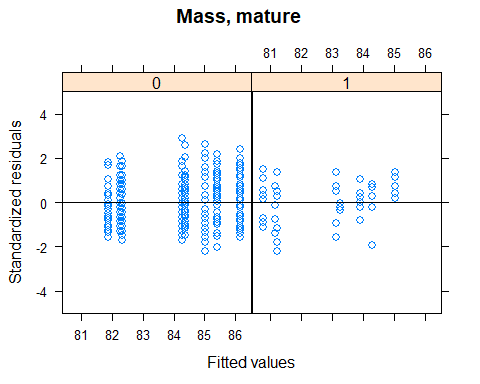 Mass, mature
81 82 83 84 85 86
0 1
4
2
0
-2
-4
Standardized residuals
81 82 83 84 85 86
Fitted values